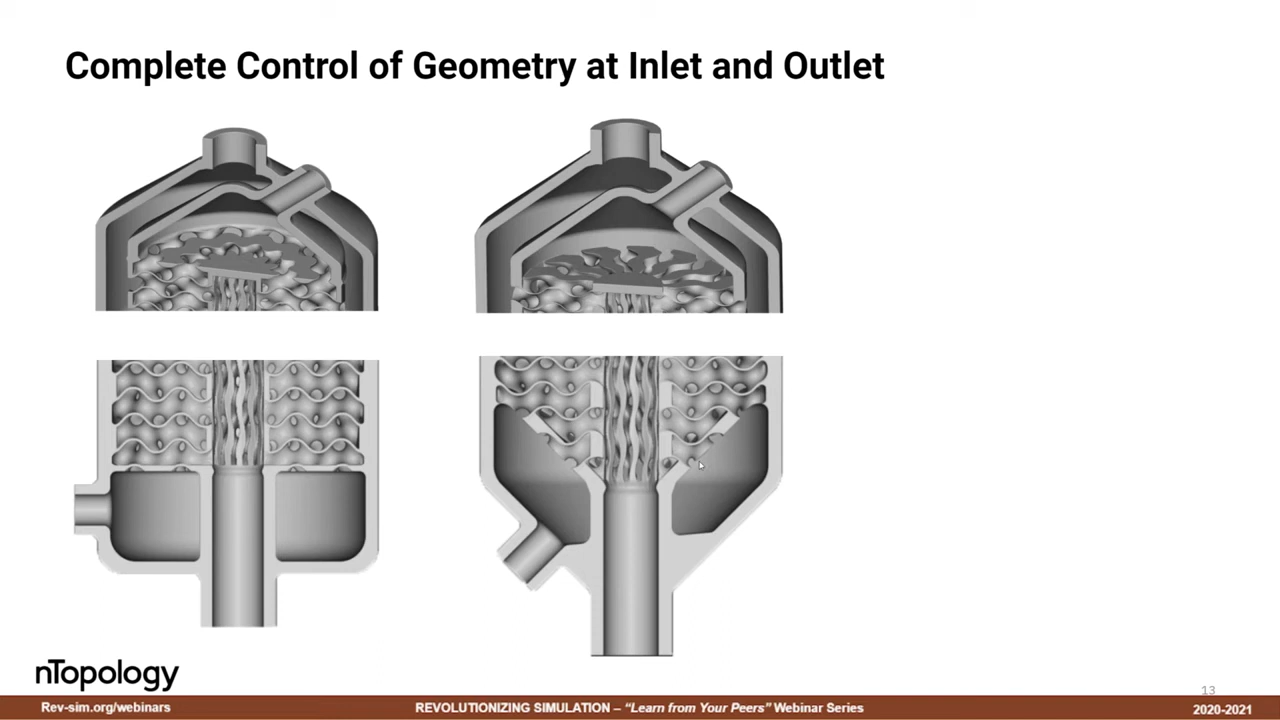 Complete Control of Geometry at Inlet and Outlet
nTopology
13
Rev-sim.org/webinars
REVOLUTIONIZING SIMULATION – “Learn from Your Peers” Webinar Series
2020-2021